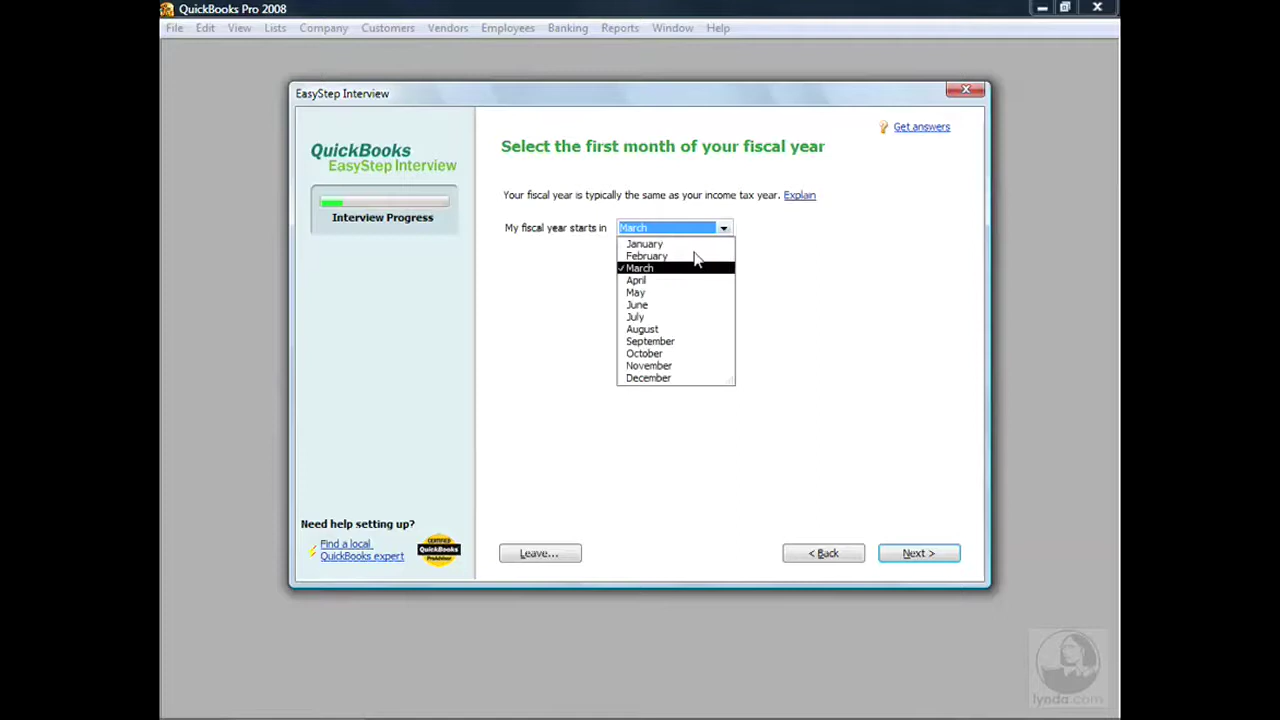 QuickBooks Pro 2008
File Edit View Lists Company Customers Vendors Employees Banking Reports Window Help
EasyStep Interview
Get answers
QuickBooks
EasyStep Interview
Interview Progress
Select the first month of your fiscal year
Your fiscal year is typically the same as your income tax year. Explain
My fiscal year starts in March
January
February
✓ March
April
May
June
July
August
September
October
November
December
Need help setting up?
Find a local
QuickBooks expert
CERTIFIED
QuickBooks
ProAdvisor
Leave...
< Back
Next >
lynda.com